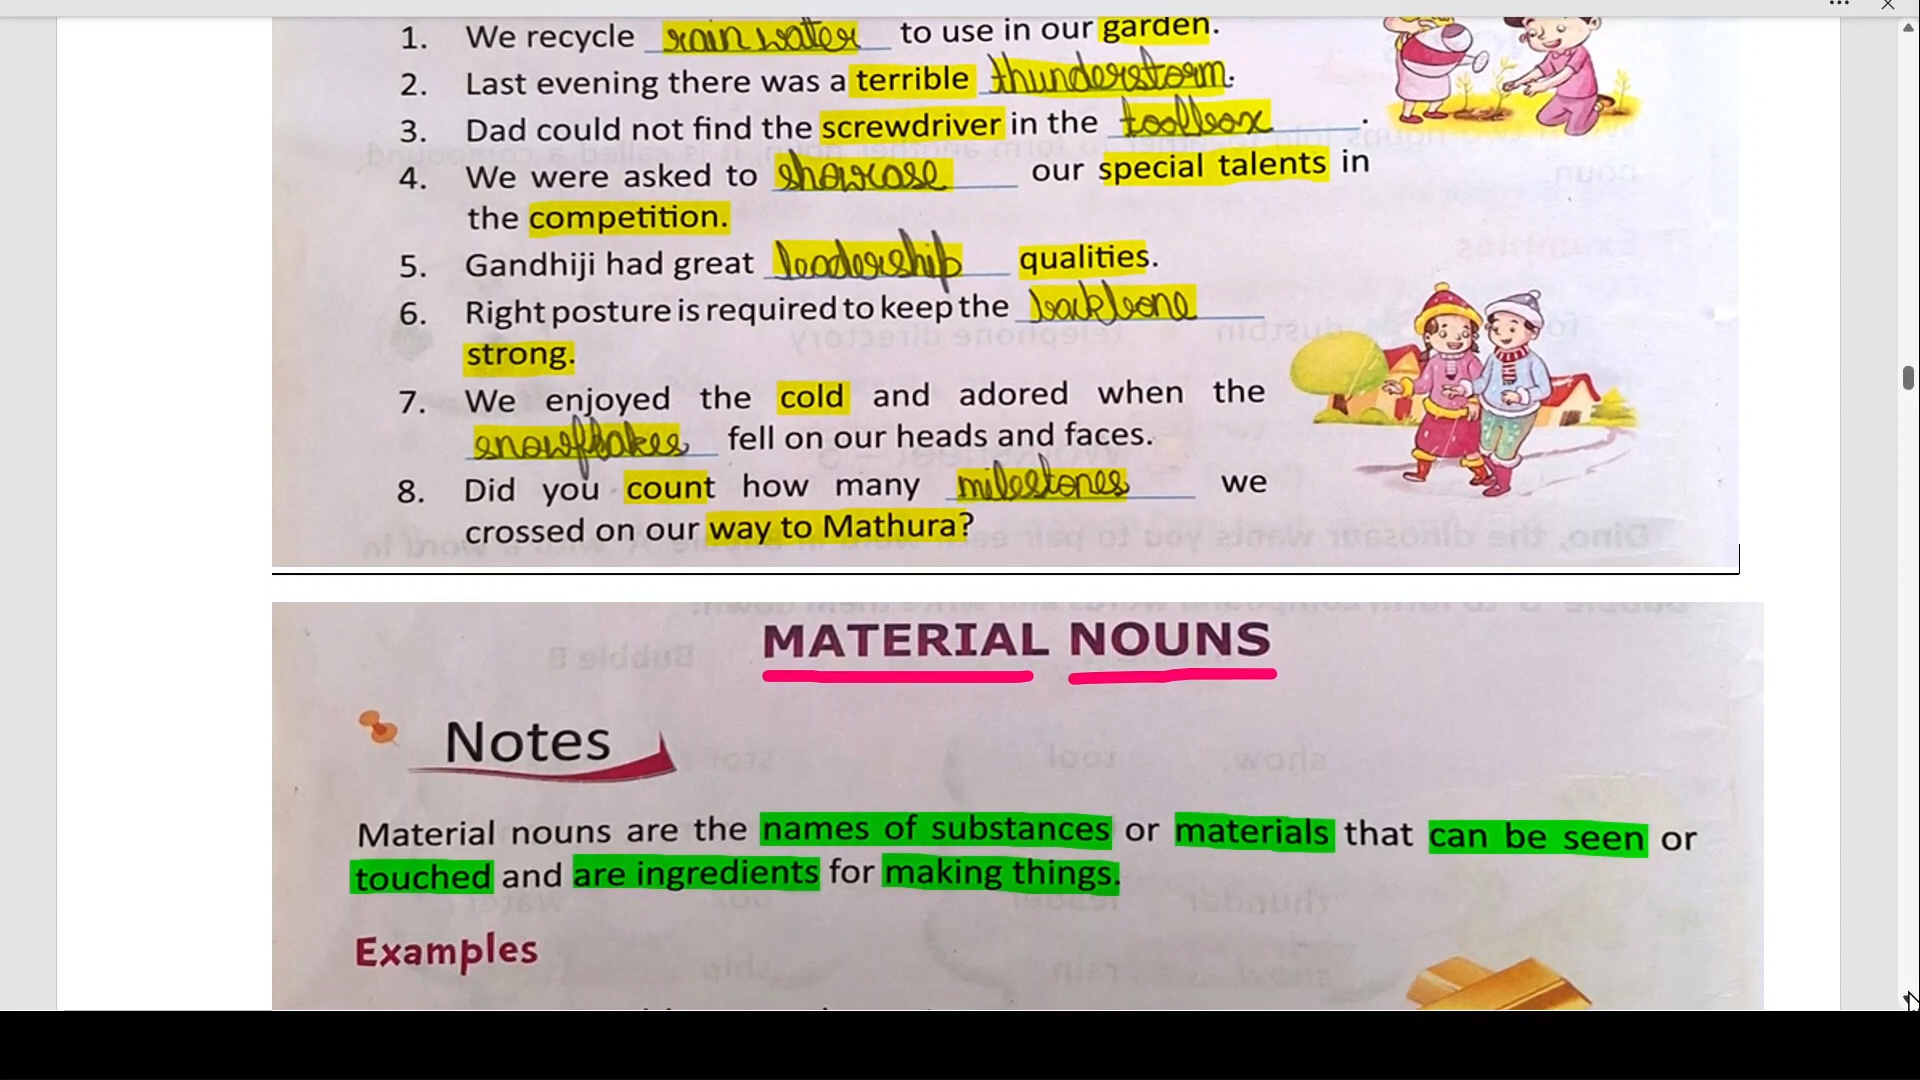 1. We recycle rainwater to use in our garden.
2. Last evening there was a terrible thunderstorm.
3. Dad could not find the screwdriver in the toolbox.
4. We were asked to showcase our special talents in
the competition.
5. Gandhiji had great leadership qualities.
6. Right posture is required to keep the backbone
strong.
7. We enjoyed the cold and adored when the
snowflakes fell on our heads and faces.
8. Did you count how many milestones we
crossed on our way to Mathura?
MATERIAL NOUNS
Notes
Material nouns are the names of substances or materials that can be seen or
touched and are ingredients for making things.
Examples